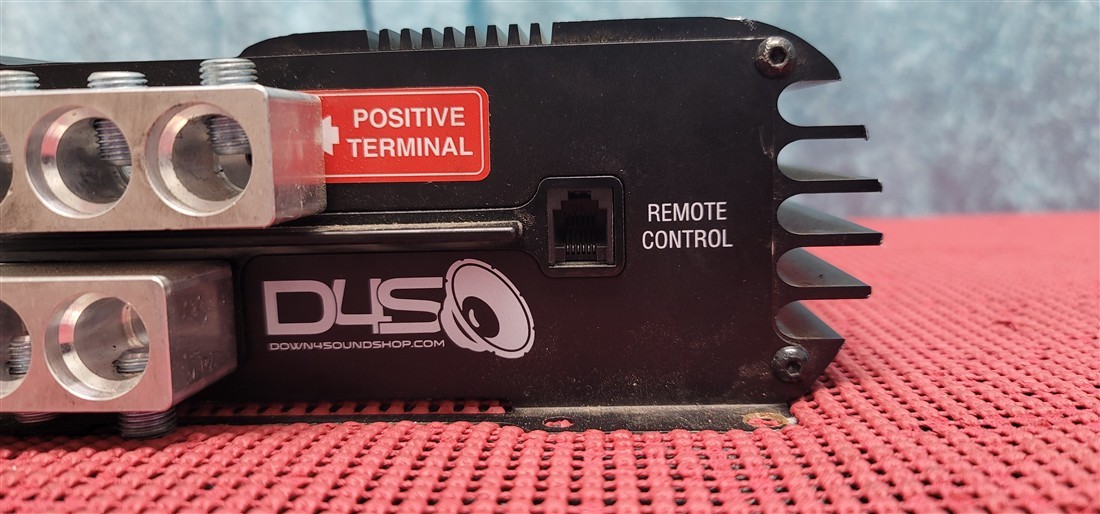 POSITIVE
TERMINAL
REMOTE
CONTROL
D4S
DOWN4SOUNDSHOP.COM